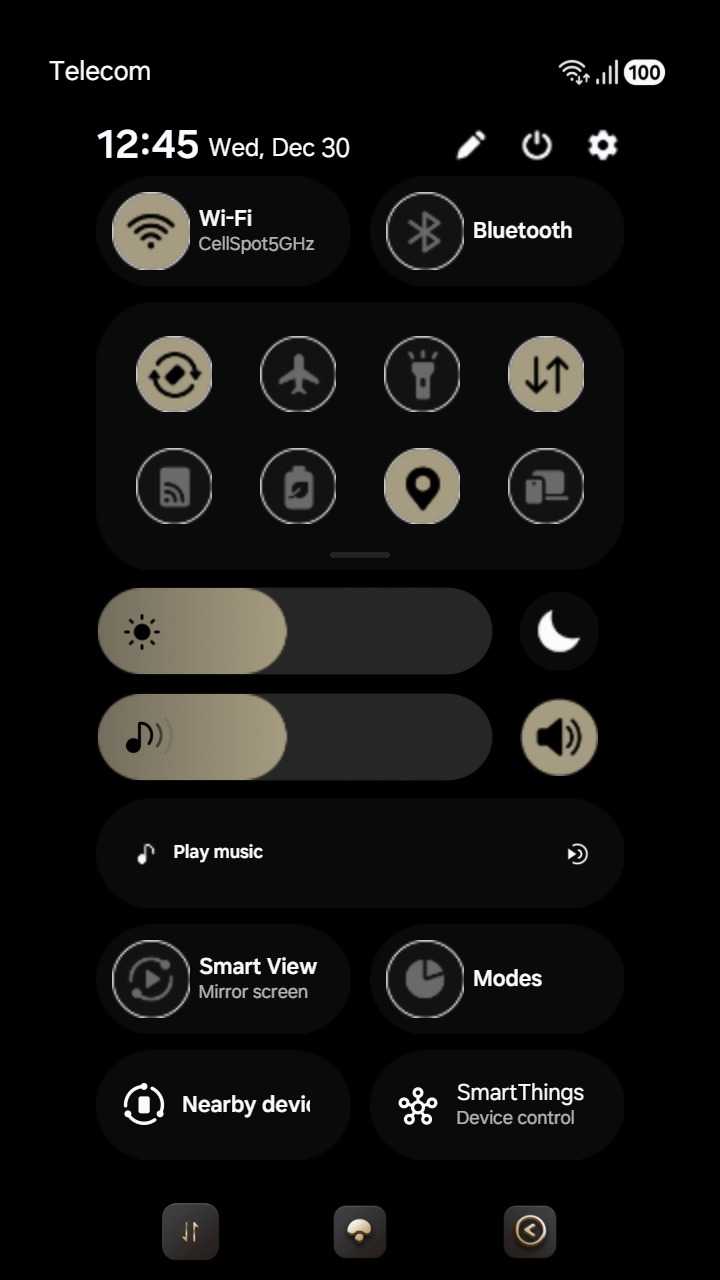 Telecom
100
12:45 Wed, Dec 30
Wi-Fi
CellSpot5GHz
Bluetooth
Play music
Smart View
Mirror screen
Modes
Nearby devi
SmartThings
Device control